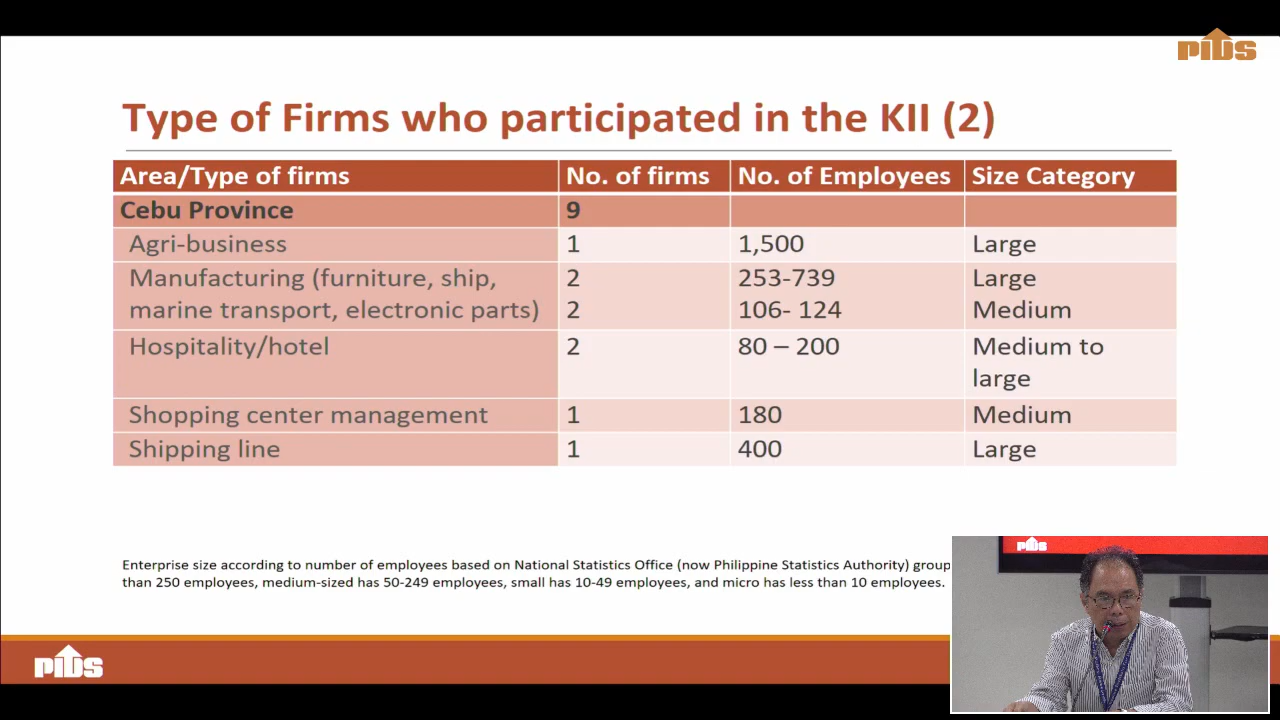 PIDS
Type of Firms who participated in the KII (2)
Area/Type of firms No. of firms No. of Employees Size Category
Cebu Province 9
Agri-business 1 1,500 Large
Manufacturing (furniture, ship, 2 253-739 Large
marine transport, electronic parts) 2 106- 124 Medium
Hospitality/hotel 2 80 – 200 Medium to
large
Shopping center management 1 180 Medium
Shipping line 1 400 Large
Enterprise size according to number of employees based on National Statistics Office (now Philippine Statistics Authority) group
than 250 employees, medium-sized has 50-249 employees, small has 10-49 employees, and micro has less than 10 employees.
PIDS
PIDS